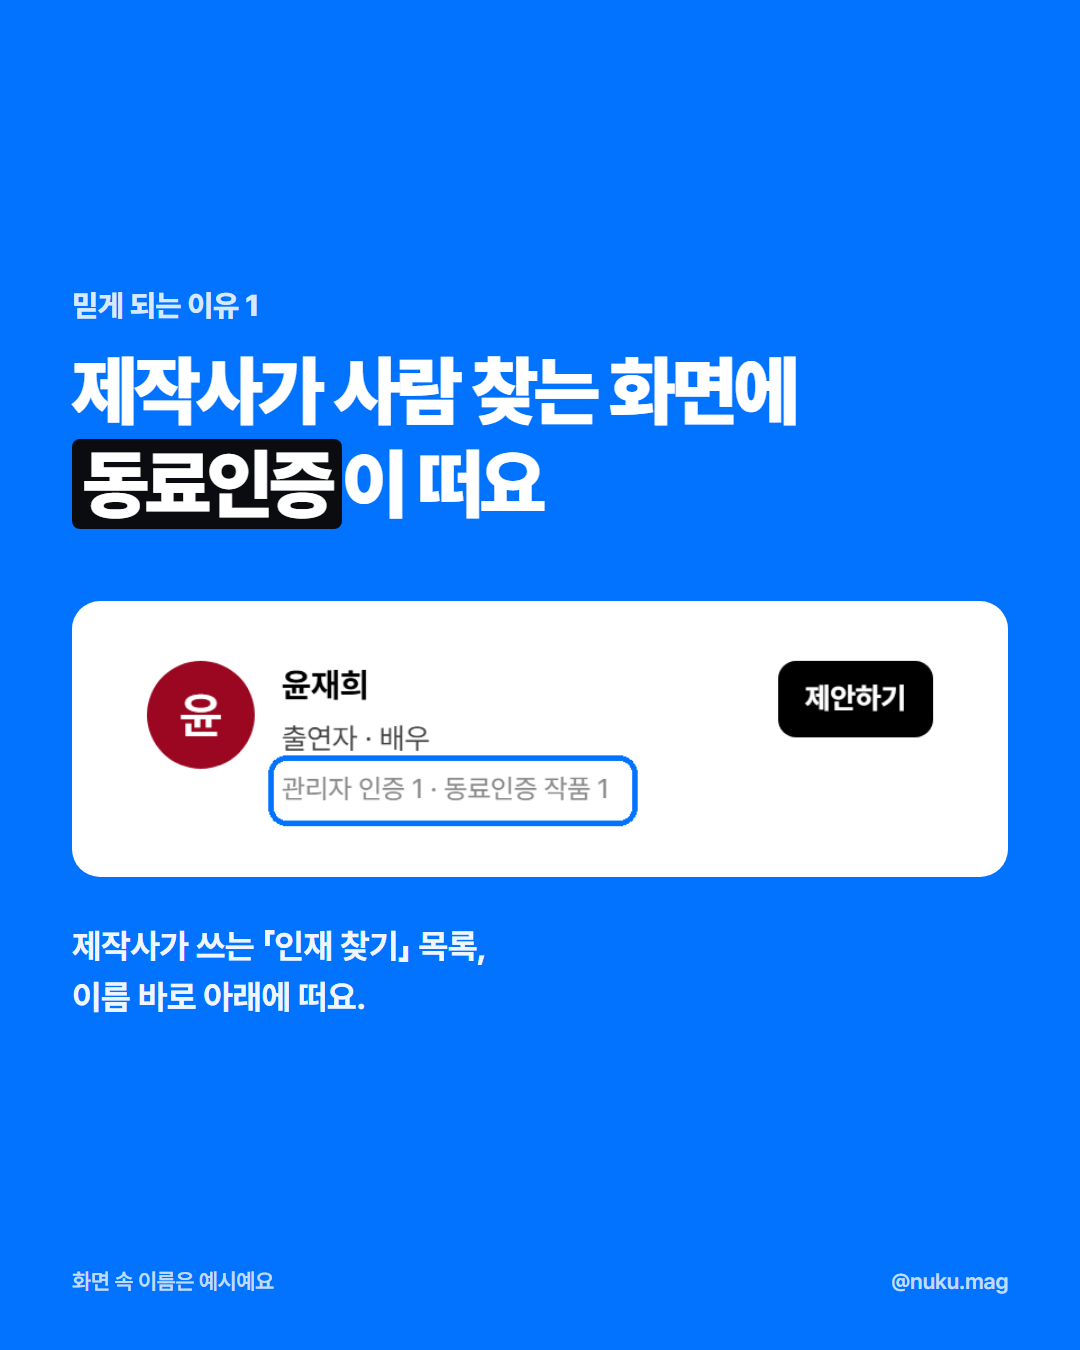 믿게 되는 이유 1
제작사가 사람 찾는 화면에
동료인증이 떠요
윤
윤재희
출연자 · 배우
관리자 인증 1 · 동료인증 작품 1
제안하기
제작사가 쓰는 「인재 찾기」 목록,
이름 바로 아래에 떠요.
화면 속 이름은 예시예요
@nuku.mag